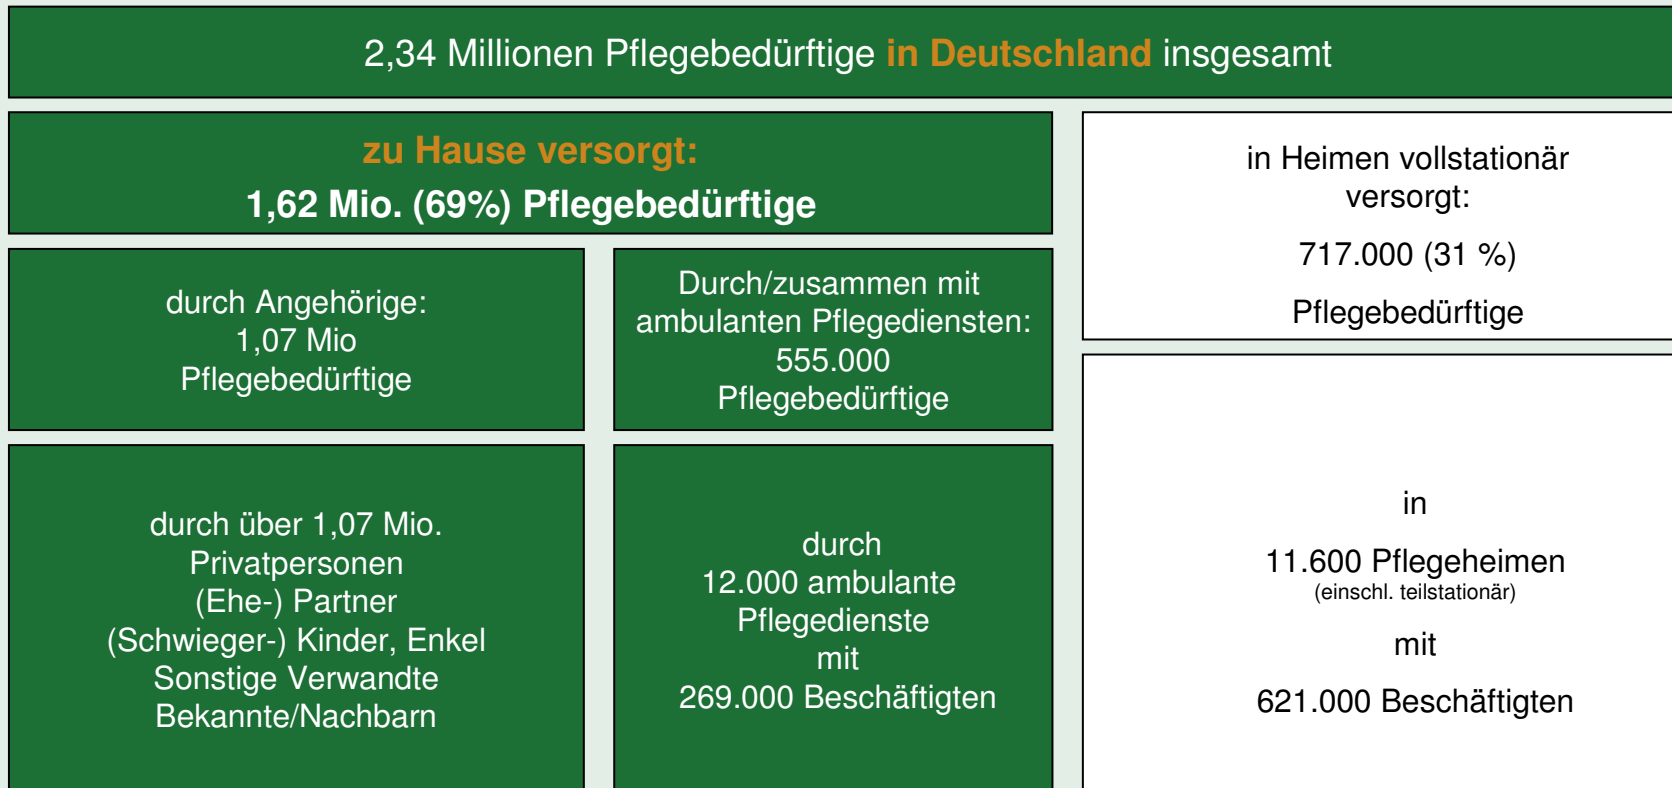 2,34 Millionen Pflegebedürftige in Deutschland insgesamt
zu Hause versorgt:
1,62 Mio. (69%) Pflegebedürftige
in Heimen vollstationär
versorgt:
717.000 (31 %)
Pflegebedürftige
durch Angehörige:
1,07 Mio
Pflegebedürftige
Durch/zusammen mit
ambulanten Pflegediensten:
555.000
Pflegebedürftige
durch über 1,07 Mio.
Privatpersonen
(Ehe-) Partner
(Schwieger-) Kinder, Enkel
Sonstige Verwandte
Bekannte/Nachbarn
durch
12.000 ambulante
Pflegedienste
mit
269.000 Beschäftigten
in
11.600 Pflegeheimen
(einschl. teilstationär)
mit
621.000 Beschäftigten